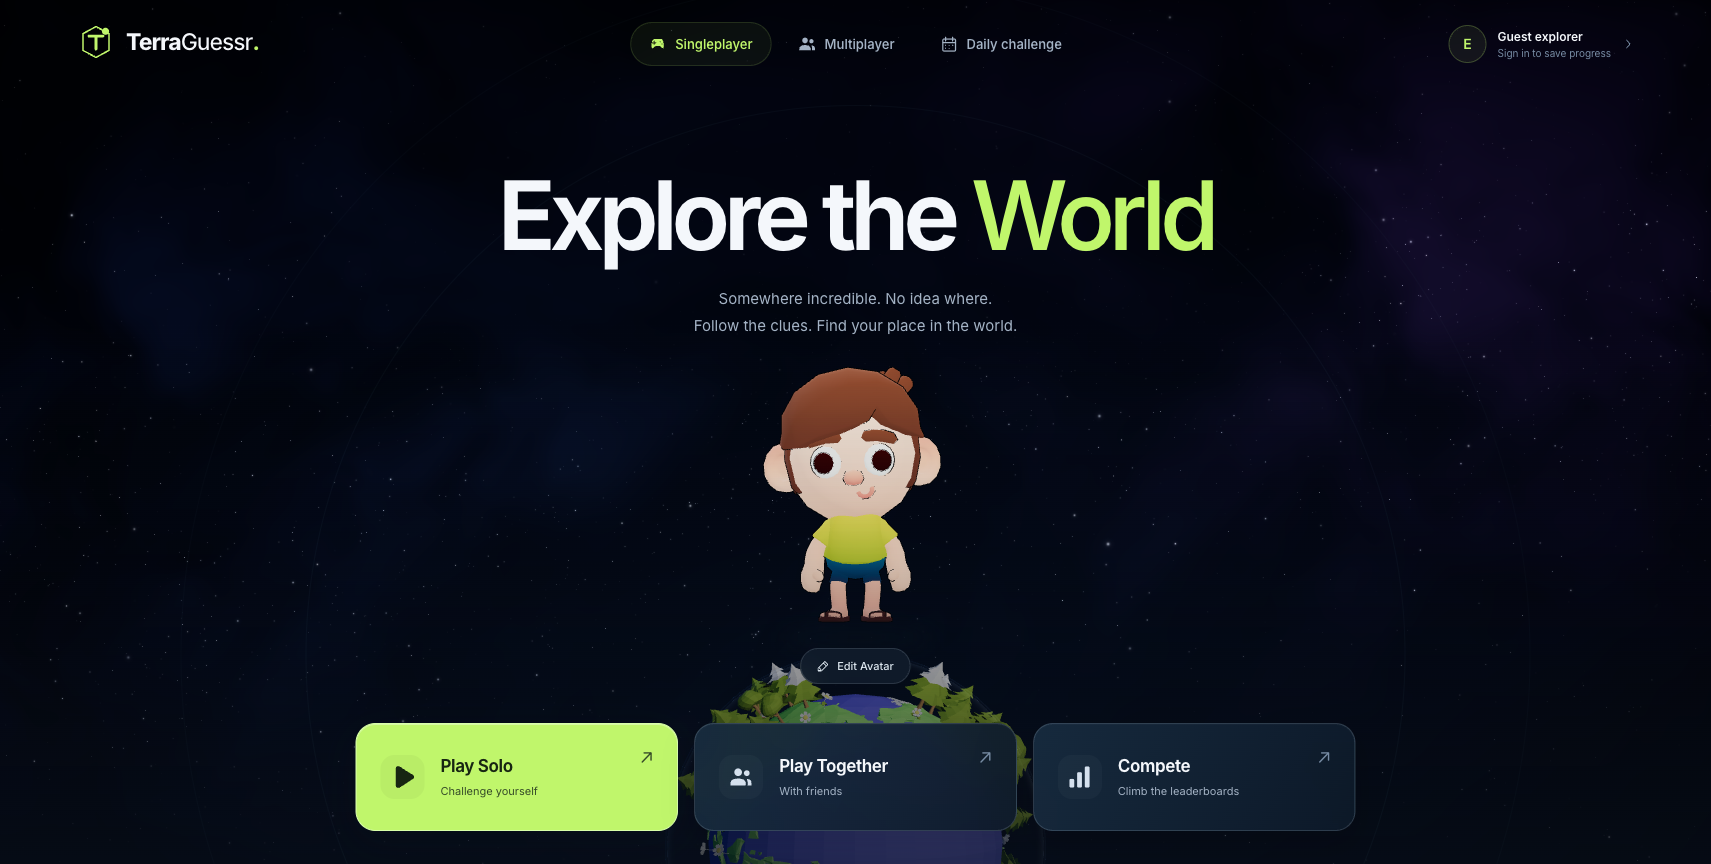 TerraGuessr.
Singleplayer
Multiplayer
Daily challenge
E
Guest explorer
Sign in to save progress
Explore the World
Somewhere incredible. No idea where.
Follow the clues. Find your place in the world.
Edit Avatar
Play Solo
Challenge yourself
Play Together
With friends
Compete
Climb the leaderboards